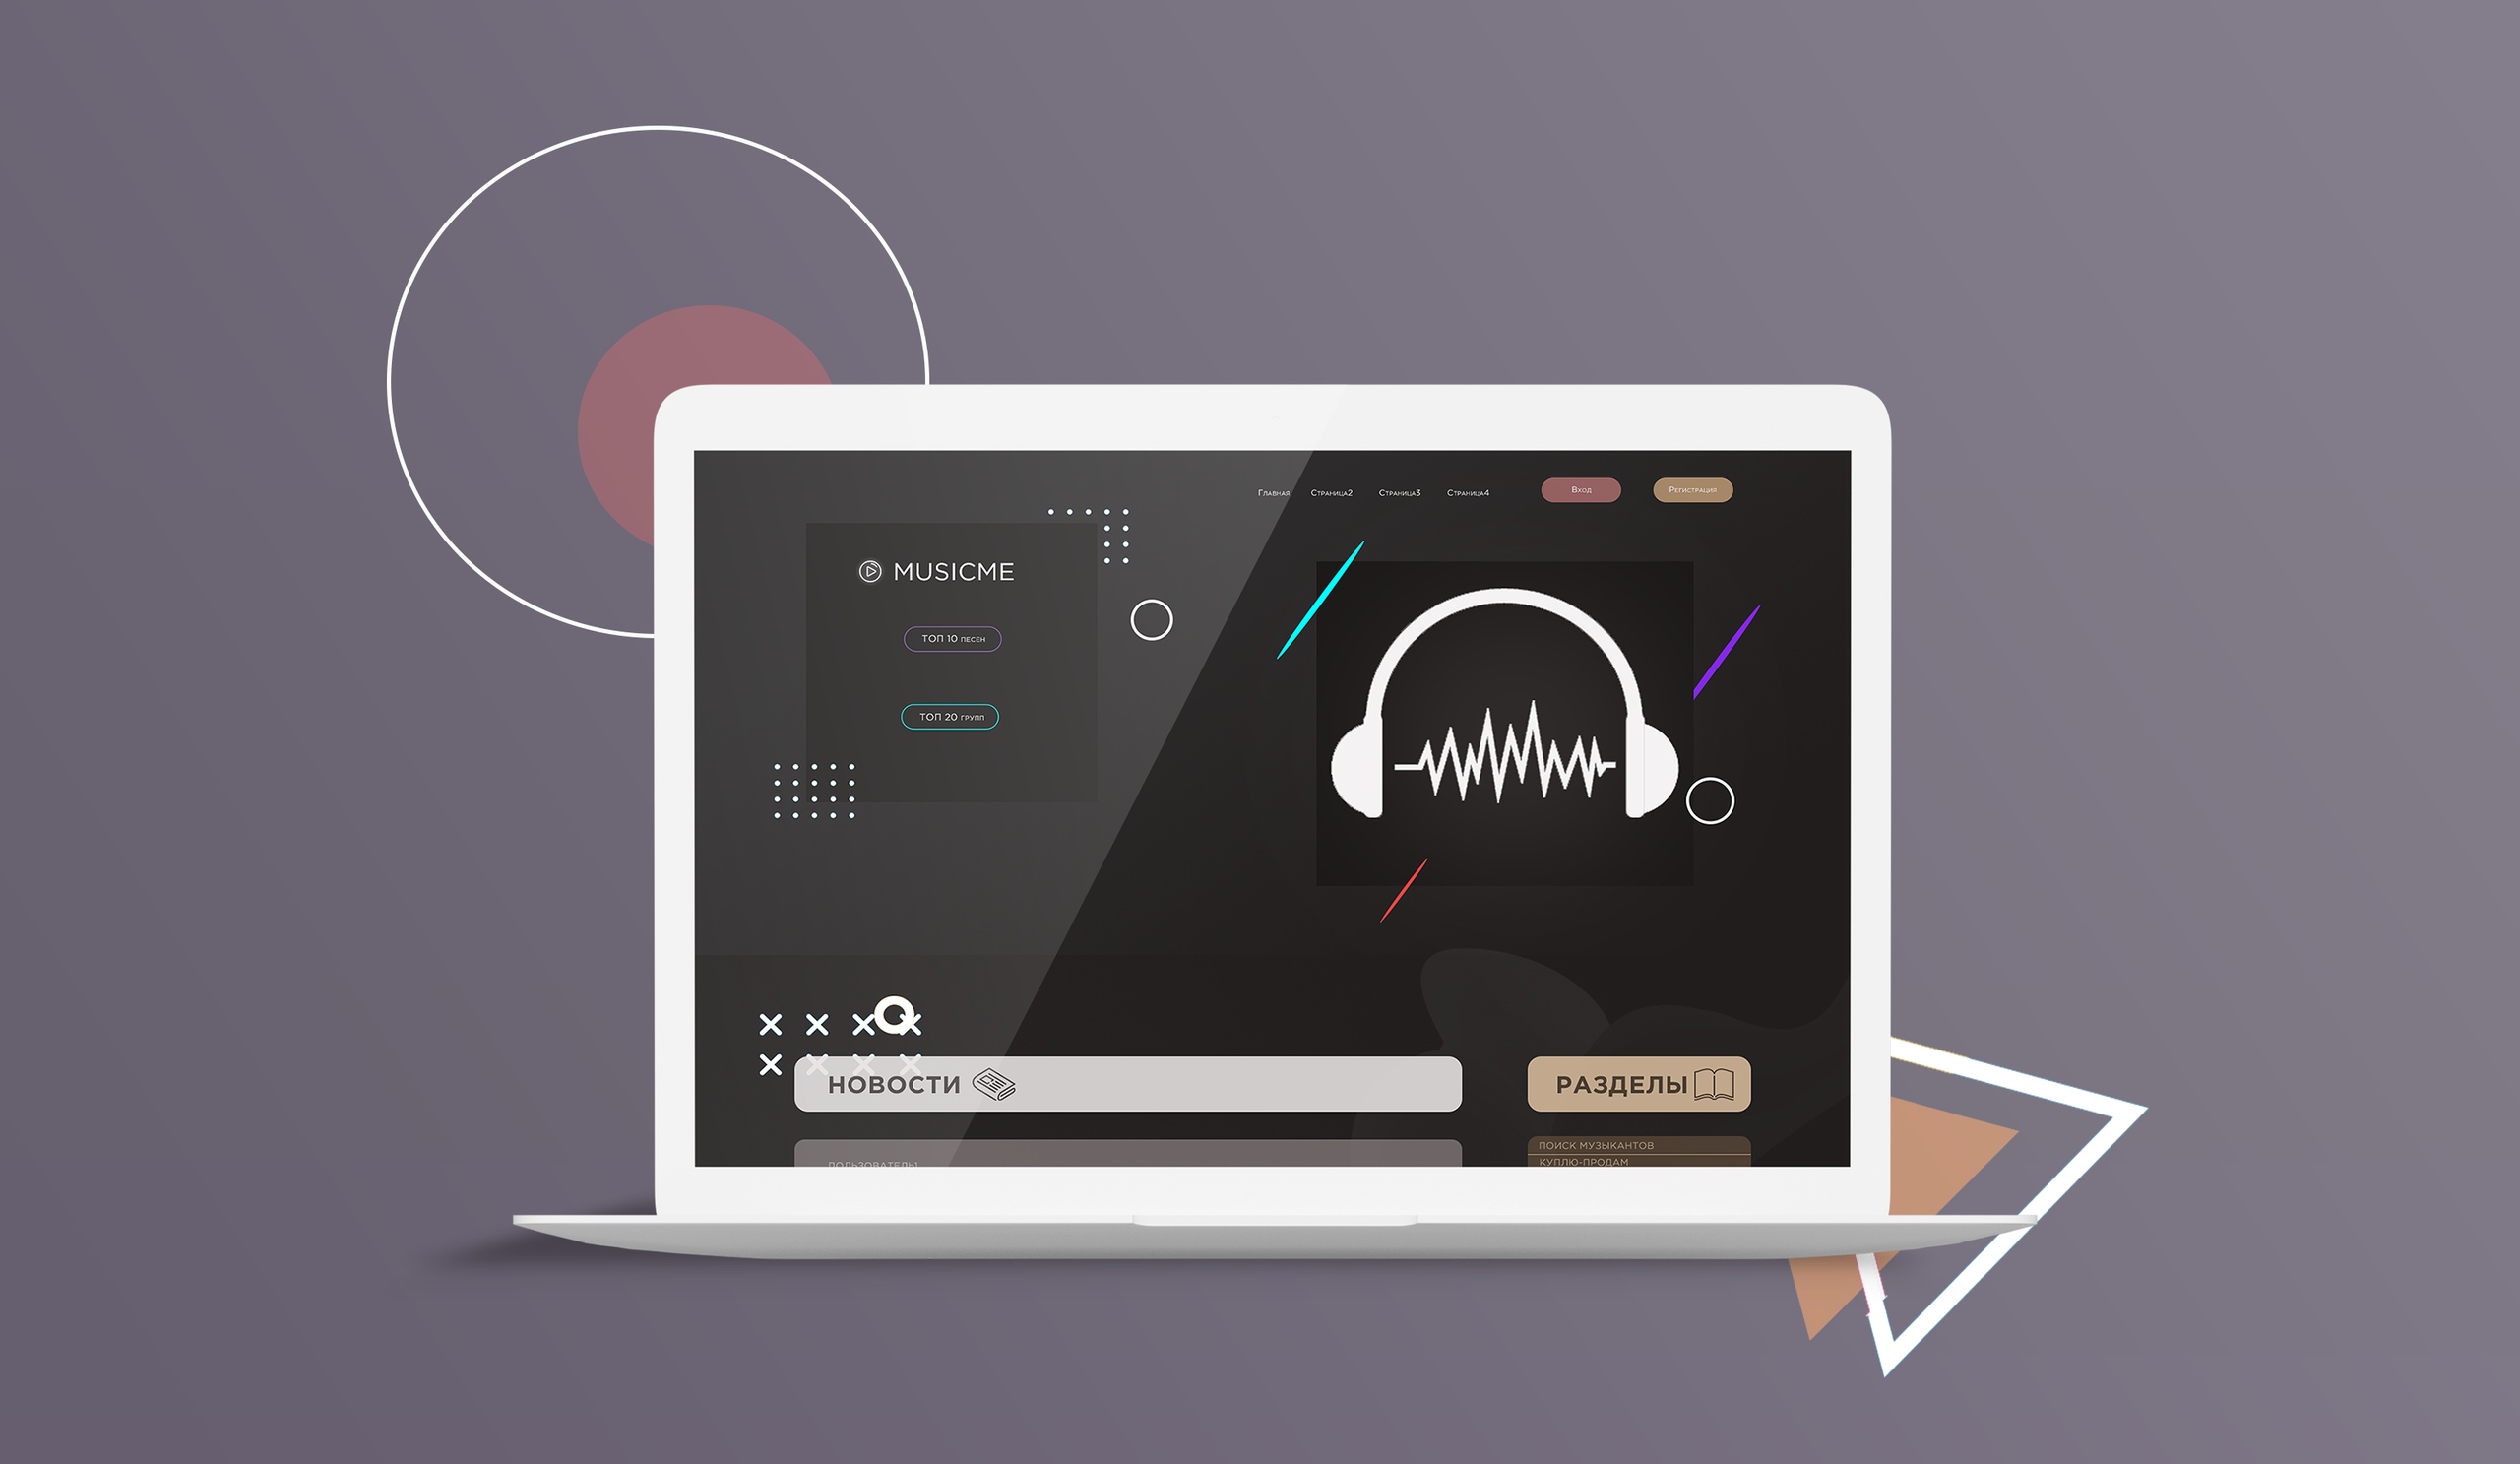 Главная Страница2 Страница3 Страница4 Вход Регистрация
MUSICME
ТОП 10 песен
ТОП 20 групп
НОВОСТИ
РАЗДЕЛЫ
ПОИСК МУЗЫКАНТОВ
ПОЛЬЗОВАТЕЛЬ1
КУПЛЮ-ПРОДАМ